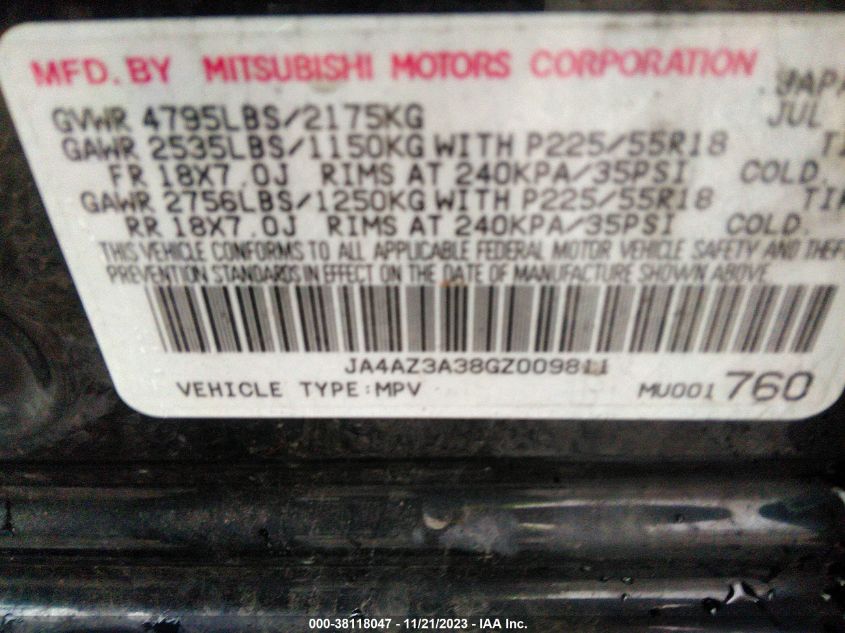 MFD. BY MITSUBISHI MOTORS CORPORATION
GVWR 4795LBS/2175KG JUL
GAWR 2535LBS/1150KG WITH P225/55R18
FR 18X7.0J RIMS AT 240KPA/35PSI COLD.
GAWR 2756LBS/1250KG WITH P225/55R18
RR 18X7.0J RIMS AT 240KPA/35PSI COLD.
THIS VEHICLE CONFORMS TO ALL APPLICABLE FEDERAL MOTOR VEHICLE SAFETY AND THEF
PREVENTION STANDARDS IN EFFECT ON THE DATE OF MANUFACTURE SHOWN ABOVE.
JA4AZ3A38GZ009811
VEHICLE TYPE:MPV MU001 760
000-38118047 - 11/21/2023 - IAA Inc.